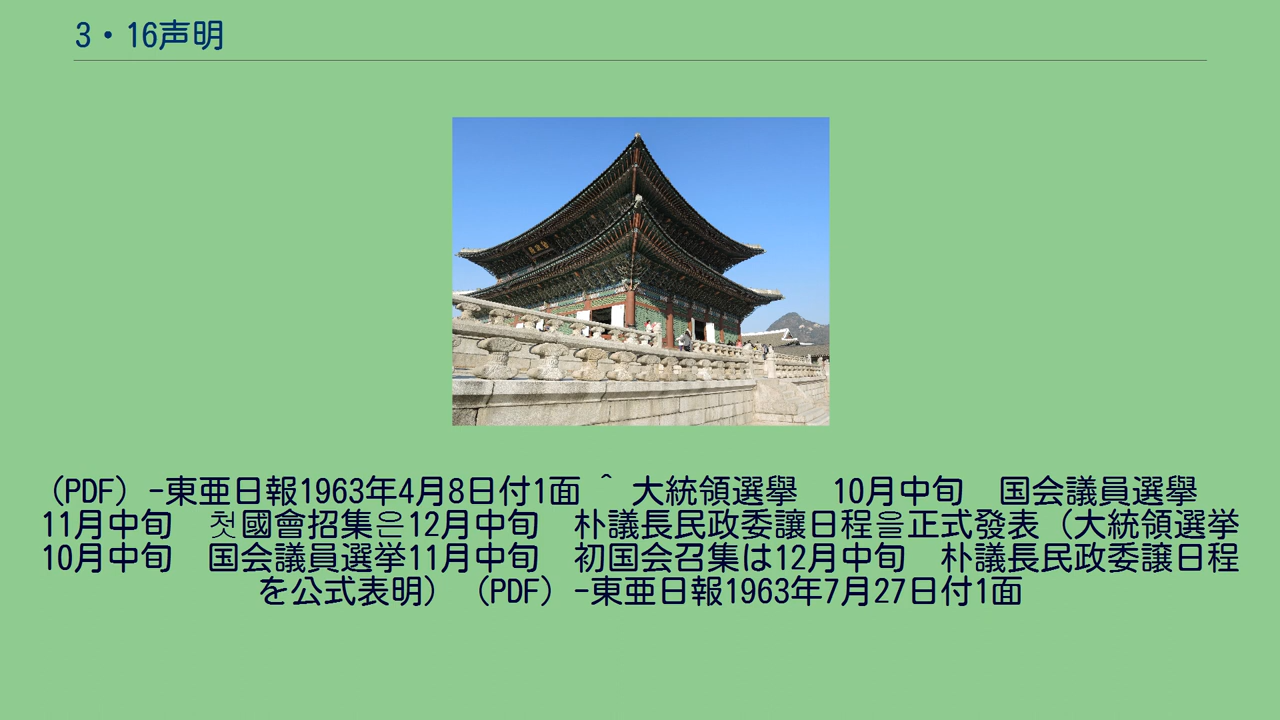 3・16声明
（PDF）-東亜日報1963年4月8日付1面 ^ 大統領選擧　10月中旬　国会議員選擧
11月中旬　첫國會招集은12月中旬　朴議長民政委讓日程을正式發表（大統領選挙
10月中旬　国会議員選挙11月中旬　初国会召集は12月中旬　朴議長民政委譲日程
を公式表明）（PDF）-東亜日報1963年7月27日付1面